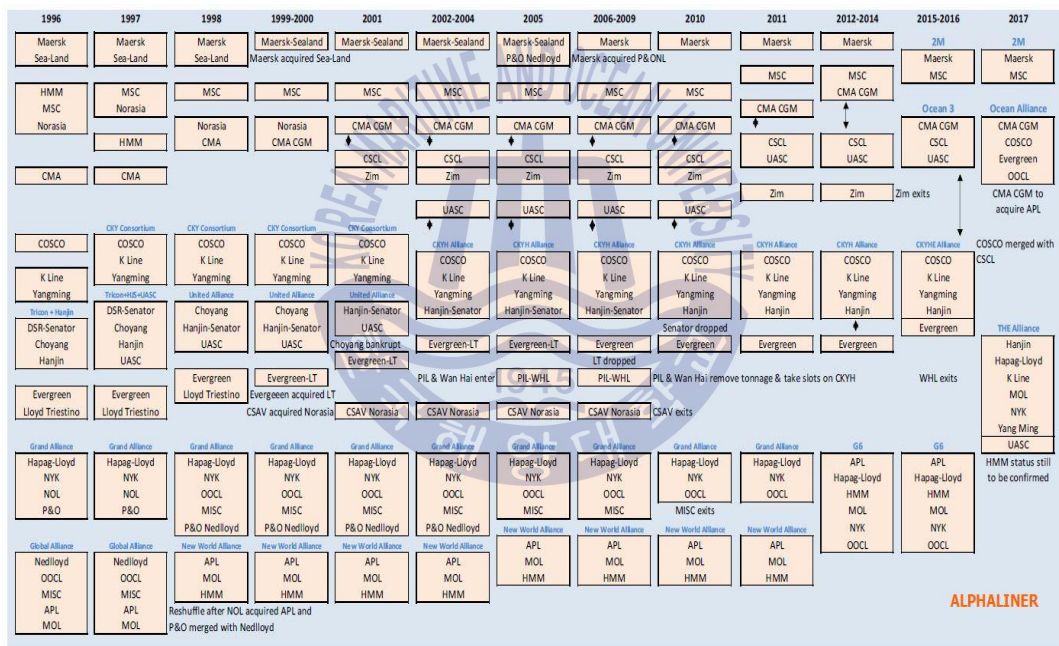 1996
Maersk
Sea-Land
HMM
MSC
Norasia
CMA
COSCO
K Line
Yangming
Tricon + Hanjin
DSR-Senator
Choyang
Hanjin
Evergreen
Lloyd Triestino
Grand Alliance
Hapag-Lloyd
NYK
NOL
P&O
Global Alliance
Nedlloyd
OOCL
MISC
APL
MOL
1997
Maersk
Sea-Land
MSC
Norasia
HMM
CMA
CKY Consortium
COSCO
K Line
Yangming
Tricon+HJS+UASC
DSR-Senator
Choyang
Hanjin
UASC
Evergreen
Lloyd Triestino
Grand Alliance
Hapag-Lloyd
NYK
NOL
P&O
Global Alliance
Nedlloyd
OOCL
MISC
APL
MOL
1998
Maersk
Sea-Land
MSC
Norasia
CMA
CKY Consortium
COSCO
K Line
Yangming
United Alliance
Choyang
Hanjin-Senator
UASC
Evergreen
Lloyd Triestino
Grand Alliance
Hapag-Lloyd
NYK
OOCL
MISC
P&O Nedlloyd
New World Alliance
APL
MOL
HMM
Reshuffle after NOL acquired APL and
P&O merged with Nedlloyd
1999-2000
Maersk-Sealand
Maersk acquired Sea-Land
MSC
Norasia
CMA CGM
CKY Consortium
COSCO
K Line
Yangming
United Alliance
Choyang
Hanjin-Senator
UASC
Evergreen-LT
Evergeeen acquired LT
CSAV acquired Norasia
Grand Alliance
Hapag-Lloyd
NYK
OOCL
MISC
P&O Nedlloyd
New World Alliance
APL
MOL
HMM
2001
Maersk-Sealand
MSC
CMA CGM
CSCL
Zim
CKY Consortium
COSCO
K Line
Yangming
United Alliance
Hanjin-Senator
UASC
Choyang bankrupt
Evergreen-LT
CSAV Norasia
Grand Alliance
Hapag-Lloyd
NYK
OOCL
MISC
P&O Nedlloyd
New World Alliance
APL
MOL
HMM
2002-2004
Maersk-Sealand
MSC
CMA CGM
CSCL
Zim
UASC
CKYH Alliance
COSCO
K Line
Yangming
Hanjin-Senator
Evergreen-LT
PIL & Wan Hai enter
CSAV Norasia
Grand Alliance
Hapag-Lloyd
NYK
OOCL
MISC
P&O Nedlloyd
New World Alliance
APL
MOL
HMM
2005
Maersk-Sealand
P&O Nedlloyd
MSC
CMA CGM
CSCL
Zim
UASC
CKYH Alliance
COSCO
K Line
Yangming
Hanjin-Senator
Evergreen-LT
PIL-WHL
CSAV Norasia
Grand Alliance
Hapag-Lloyd
NYK
OOCL
MISC
New World Alliance
APL
MOL
HMM
2006-2009
Maersk
Maersk acquired P&ONL
MSC
CMA CGM
CSCL
Zim
UASC
CKYH Alliance
COSCO
K Line
Yangming
Hanjin-Senator
Evergreen
LT dropped
PIL-WHL
CSAV Norasia
Grand Alliance
Hapag-Lloyd
NYK
OOCL
MISC
New World Alliance
APL
MOL
HMM
2010
Maersk
MSC
CMA CGM
CSCL
Zim
UASC
CKYH Alliance
COSCO
K Line
Yangming
Hanjin
Senator dropped
Evergreen
PIL & Wan Hai remove tonnage & take slots on CKYH
CSAV exits
Grand Alliance
Hapag-Lloyd
NYK
OOCL
MISC exits
New World Alliance
APL
MOL
HMM
2011
Maersk
MSC
CMA CGM
CSCL
UASC
Zim
CKYH Alliance
COSCO
K Line
Yangming
Hanjin
Evergreen
Grand Alliance
Hapag-Lloyd
NYK
OOCL
New World Alliance
APL
MOL
HMM
2012-2014
Maersk
MSC
CMA CGM
CSCL
UASC
Zim
Zim exits
CKYH Alliance
COSCO
K Line
Yangming
Hanjin
Evergreen
G6
APL
Hapag-Lloyd
HMM
MOL
NYK
OOCL
2015-2016
2M
Maersk
MSC
Ocean 3
CMA CGM
CSCL
UASC
CKYHE Alliance
COSCO
K Line
Yangming
Hanjin
Evergreen
WHL exits
G6
APL
Hapag-Lloyd
HMM
MOL
NYK
OOCL
2017
2M
Maersk
MSC
Ocean Alliance
CMA CGM
COSCO
Evergreen
OOCL
CMA CGM to
acquire APL
COSCO merged with
CSCL
THE Alliance
Hanjin
Hapag-Lloyd
K Line
MOL
NYK
Yang Ming
UASC
HMM status still
to be confirmed
ALPHALINER
KOREA MARITIME AND OCEAN UNIVERSITY
1945